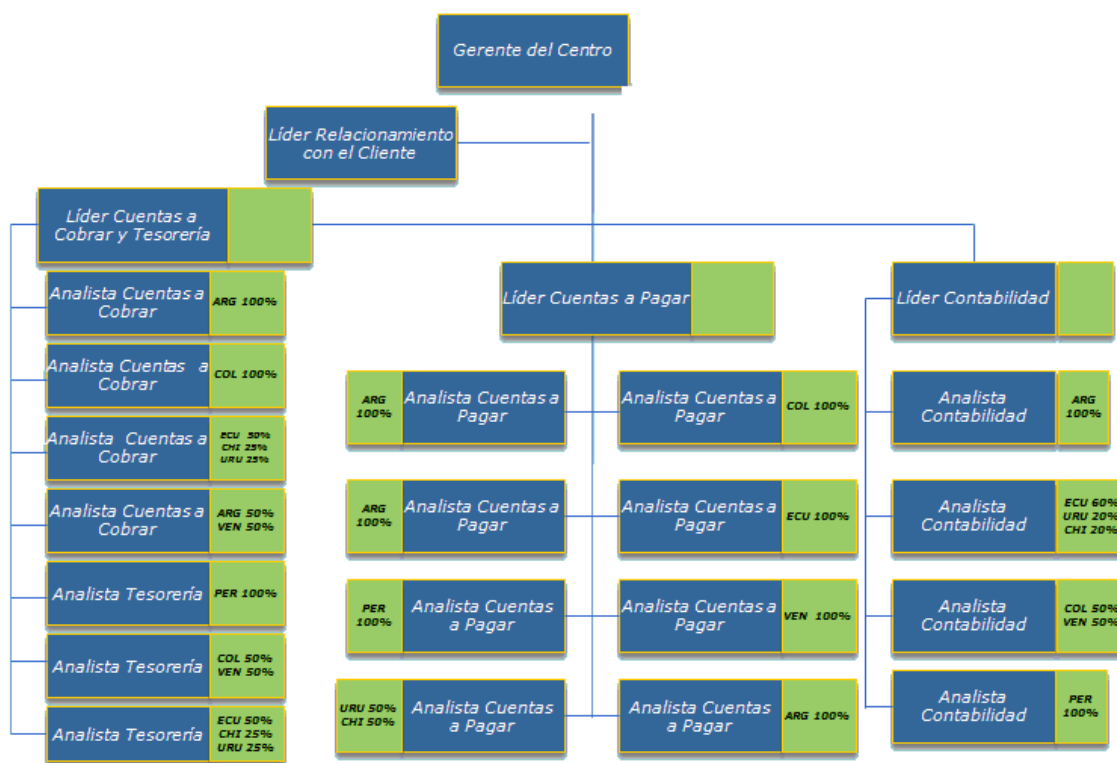 Gerente del Centro
Líder Relacionamiento
con el Cliente
Líder Cuentas a
Cobrar y Tesorería
Analista Cuentas a
Cobrar
ARG 100%
Analista Cuentas a
Cobrar
COL 100%
Analista Cuentas a
Cobrar
ECU 50%
CHI 25%
URU 25%
Analista Cuentas a
Cobrar
ARG 50%
VEN 50%
Analista Tesorería
PER 100%
Analista Tesorería
COL 50%
VEN 50%
Analista Tesorería
ECU 50%
CHI 25%
URU 25%
Líder Cuentas a Pagar
ARG
100%
Analista Cuentas a
Pagar
Analista Cuentas a
Pagar
COL 100%
ARG
100%
Analista Cuentas a
Pagar
Analista Cuentas a
Pagar
ECU 100%
PER
100%
Analista Cuentas
a Pagar
Analista Cuentas a
Pagar
VEN 100%
URU 50%
CHI 50%
Analista Cuentas
a Pagar
Analista Cuentas
a Pagar
ARG 100%
Líder Contabilidad
Analista
Contabilidad
ARG
100%
Analista
Contabilidad
ECU 60%
URU 20%
CHI 20%
Analista
Contabilidad
COL 50%
VEN 50%
Analista
Contabilidad
PER
100%